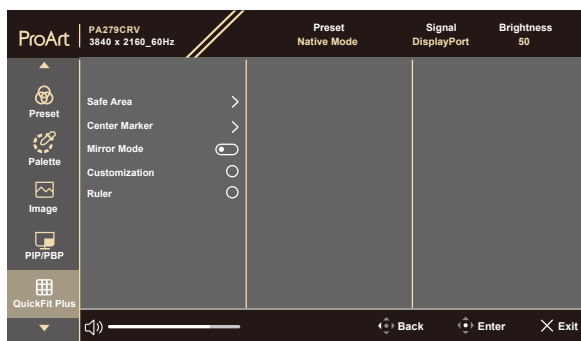 ProArt
PA279CRV
3840 x 2160_60Hz
Preset
Native Mode
Signal
DisplayPort
Brightness
50
Preset
Palette
Image
PIP/PBP
QuickFit Plus
Safe Area
Center Marker
Mirror Mode
Customization
Ruler
Back
Enter
Exit